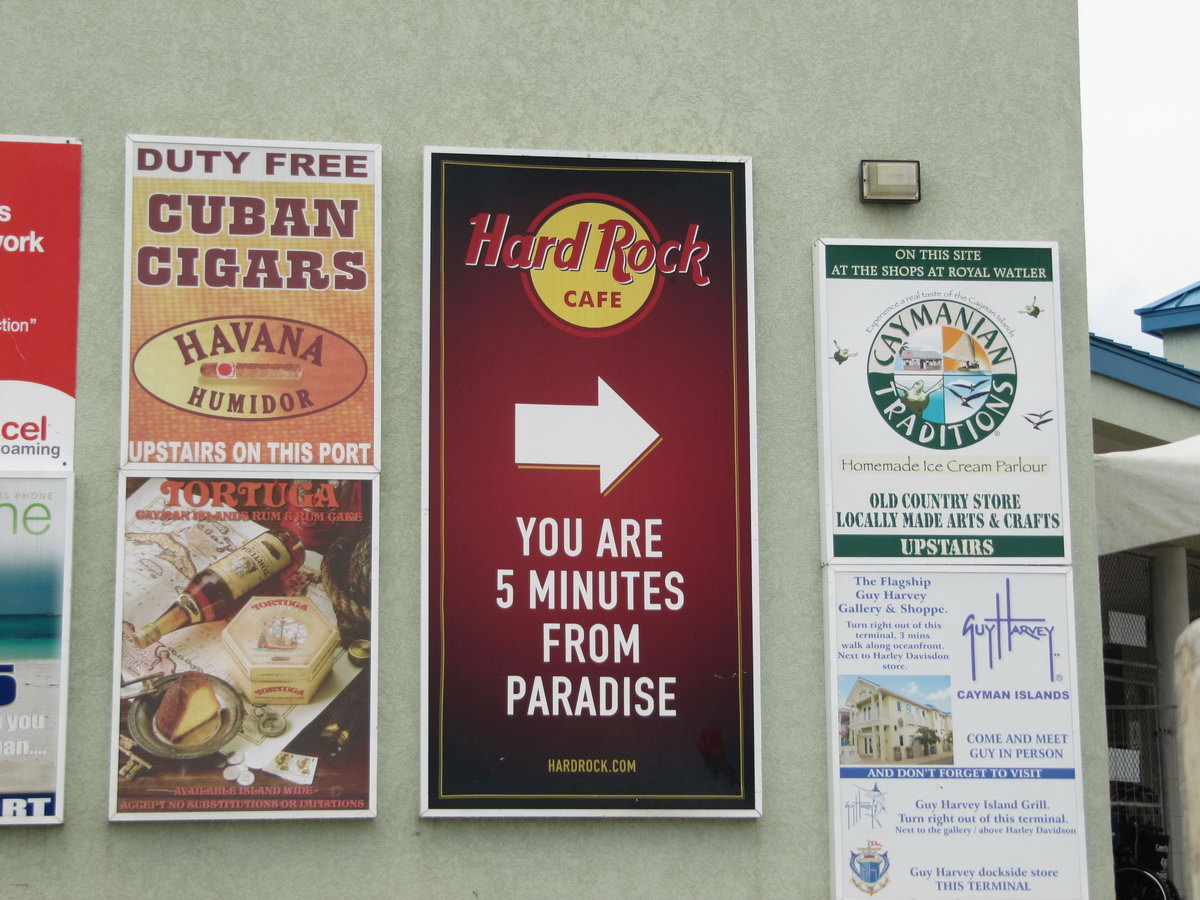 s
work
ction"
cel
oaming
IS PHONE
ne
5
you
an....
RT
DUTY FREE
CUBAN
CIGARS
HAVANA
HUMIDOR
UPSTAIRS ON THIS PORT
TORTUGA
CAYMAN ISLANDS RUM & RUM CAKE
TORTUGA
TORTUGA
AVAILABLE ISLAND WIDE
ACCEPT NO SUBSTITUTIONS OR IMITATIONS
Hard Rock
CAFE
YOU ARE
5 MINUTES
FROM
PARADISE
HARDROCK.COM
ON THIS SITE
AT THE SHOPS AT ROYAL WATLER
Experience a real taste of the Cayman Islands
CAYMANIAN
TRADITIONS
Homemade Ice Cream Parlour
OLD COUNTRY STORE
LOCALLY MADE ARTS & CRAFTS
UPSTAIRS
The Flagship
Guy Harvey
Gallery & Shoppe.
Turn right out of this
terminal, 3 mins
walk along oceanfront.
Next to Harley Davisdon
store.
GUY HARVEY
CAYMAN ISLANDS
COME AND MEET
GUY IN PERSON
AND DON'T FORGET TO VISIT
Guy Harvey Island Grill.
Turn right out of this terminal.
Next to the gallery / above Harley Davidson
Guy Harvey dockside store
THIS TERMINAL